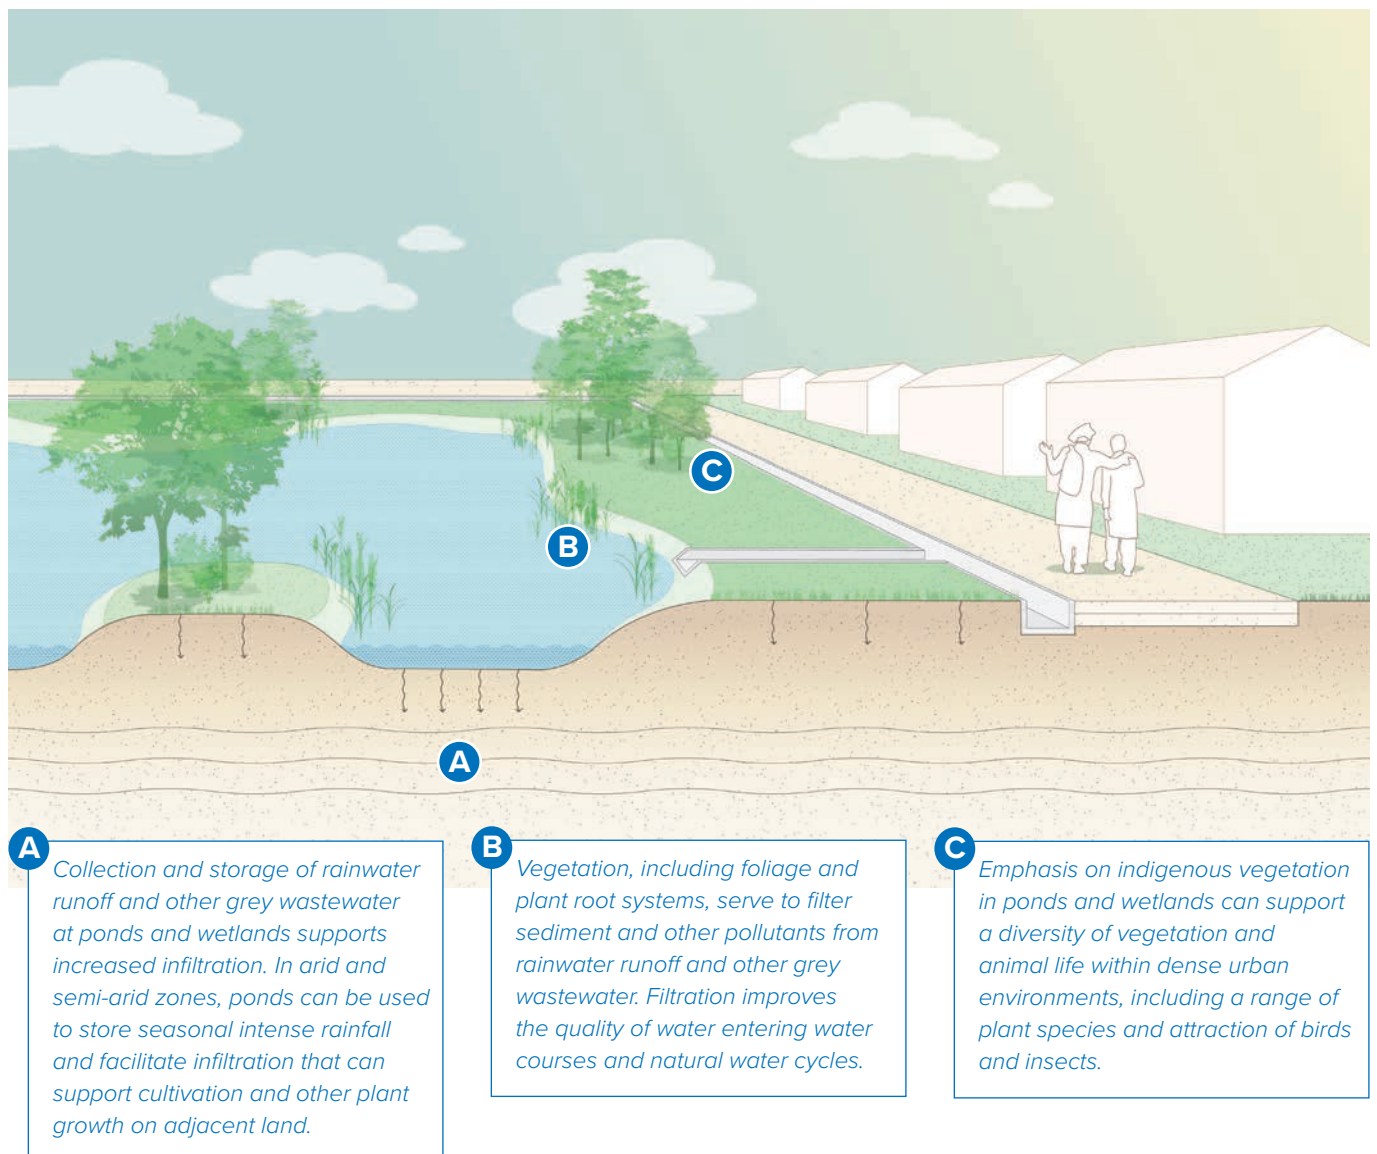 C
B
A
A
Collection and storage of rainwater
runoff and other grey wastewater
at ponds and wetlands supports
increased infiltration. In arid and
semi-arid zones, ponds can be used
to store seasonal intense rainfall
and facilitate infiltration that can
support cultivation and other plant
growth on adjacent land.
B
Vegetation, including foliage and
plant root systems, serve to filter
sediment and other pollutants from
rainwater runoff and other grey
wastewater. Filtration improves
the quality of water entering water
courses and natural water cycles.
C
Emphasis on indigenous vegetation
in ponds and wetlands can support
a diversity of vegetation and
animal life within dense urban
environments, including a range of
plant species and attraction of birds
and insects.